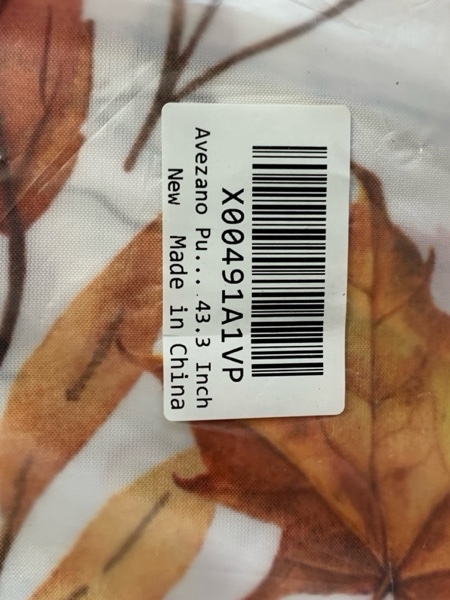 X00491A1VP
Avezano Pu... 43.3 Inch
New Made in China